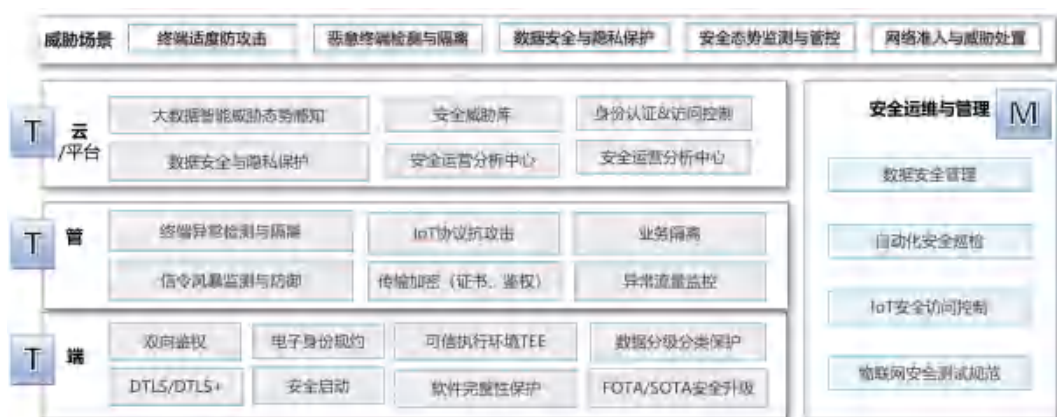 威胁场景 终端适度防攻击 恶意终端检测与隔离 数据安全与隐私保护 安全态势监测与管控 网络准入与威胁处置
T 云/平台
大数据智能威胁态势感知 安全威胁库 身份认证&访问控制
数据安全与隐私保护 安全运营分析中心 安全运营分析中心
T 管
终端异常检测与隔离 IoT协议抗攻击 业务隔离
信令风暴监测与防御 传输加密（证书、鉴权） 异常流量监控
T 端
双向鉴权 电子身份规约 可信执行环境TEE 数据分级分类保护
DTLS/DTLS+ 安全启动 软件完整性保护 FOTA/SOTA安全升级
安全运维与管理 M
数据安全管理
自动化安全巡检
IoT安全访问控制
物联网安全测试规范